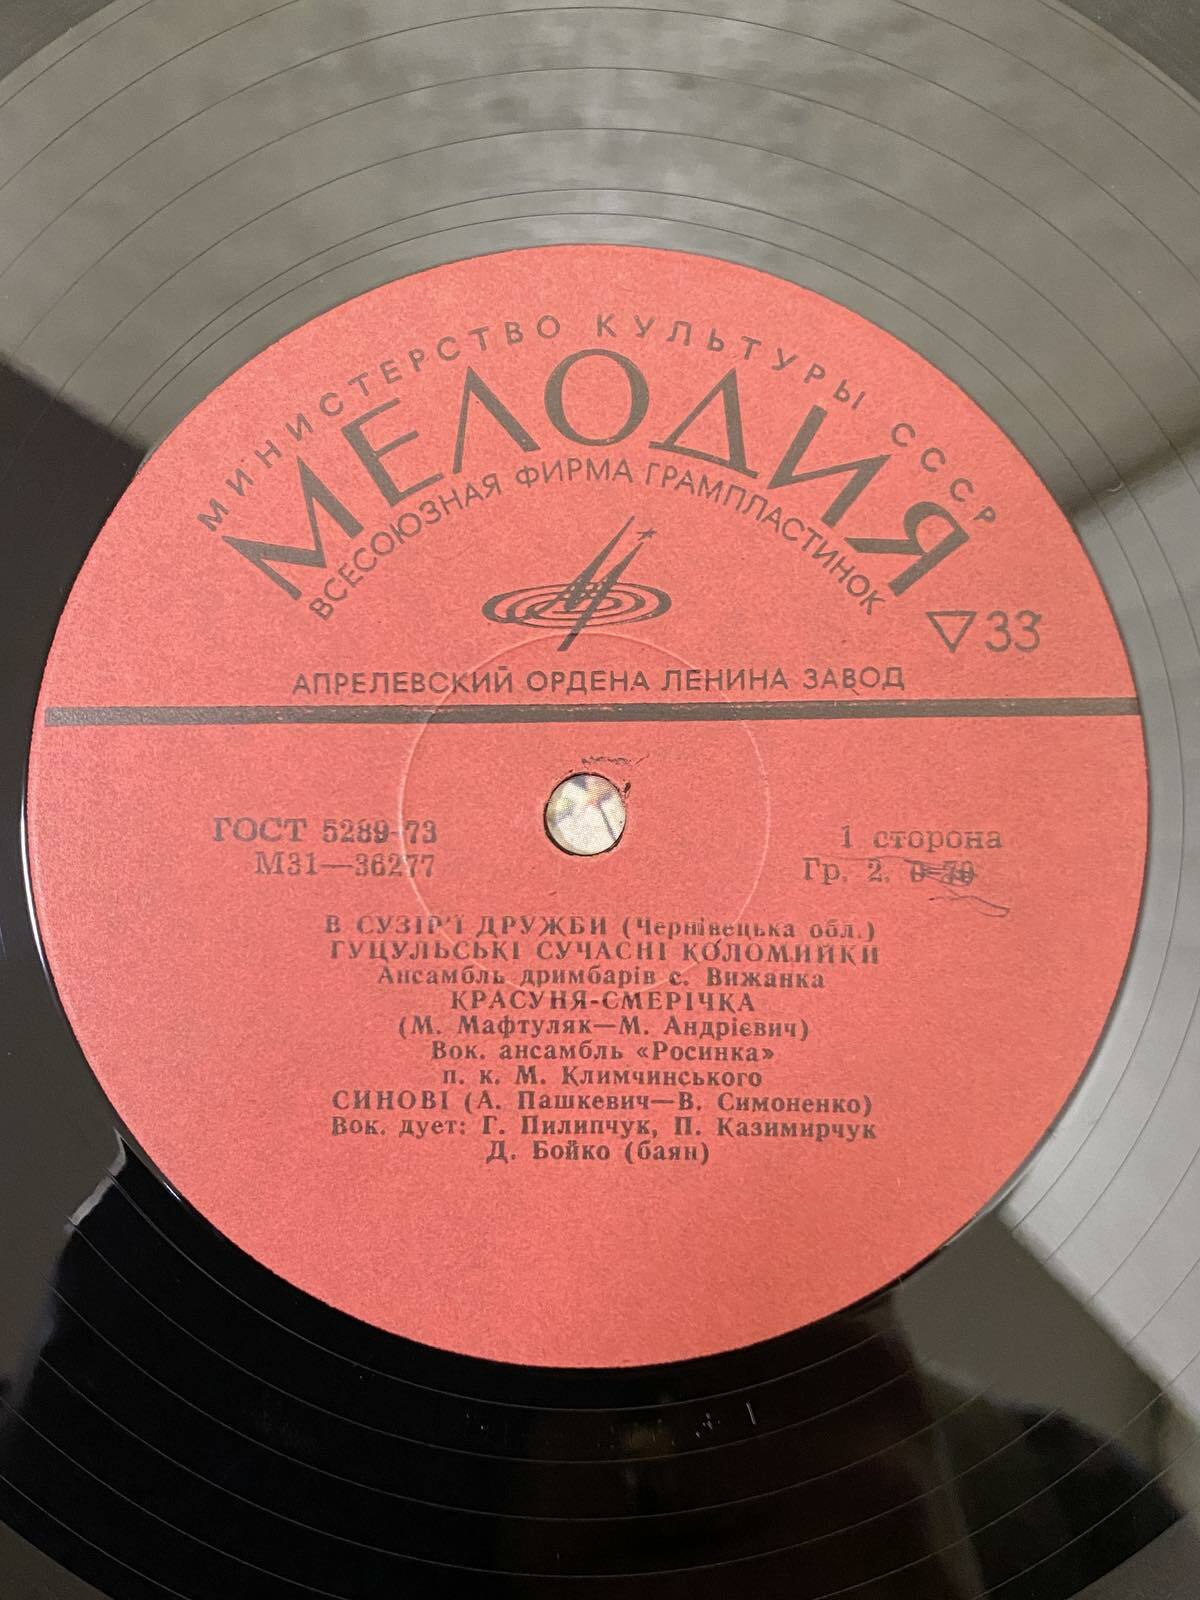 МИНИСТЕРСТВО КУЛЬТУРЫ СССР
МЕЛОДИЯ
ВСЕСОЮЗНАЯ ФИРМА ГРАМПЛАСТИНОК
▽33
АПРЕЛЕВСКИЙ ОРДЕНА ЛЕНИНА ЗАВОД
ГОСТ 5289-73
М31—36277
1 сторона
Гр. 2. 0-70
В СУЗІР'Ї ДРУЖБИ (Чернівецька обл.)
ГУЦУЛЬСЬКІ СУЧАСНІ КОЛОМИЙКИ
Ансамбль дримбарів с. Вижанка
КРАСУНЯ-СМЕРІЧКА
(М. Мафтуляк—М. Андрієвич)
Вок. ансамбль «Росинка»
п. к. М. Климчинського
СИНОВІ (А. Пашкевич—В. Симоненко)
Вок. дует: Г. Пилипчук, П. Казимирчук
Д. Бойко (баян)